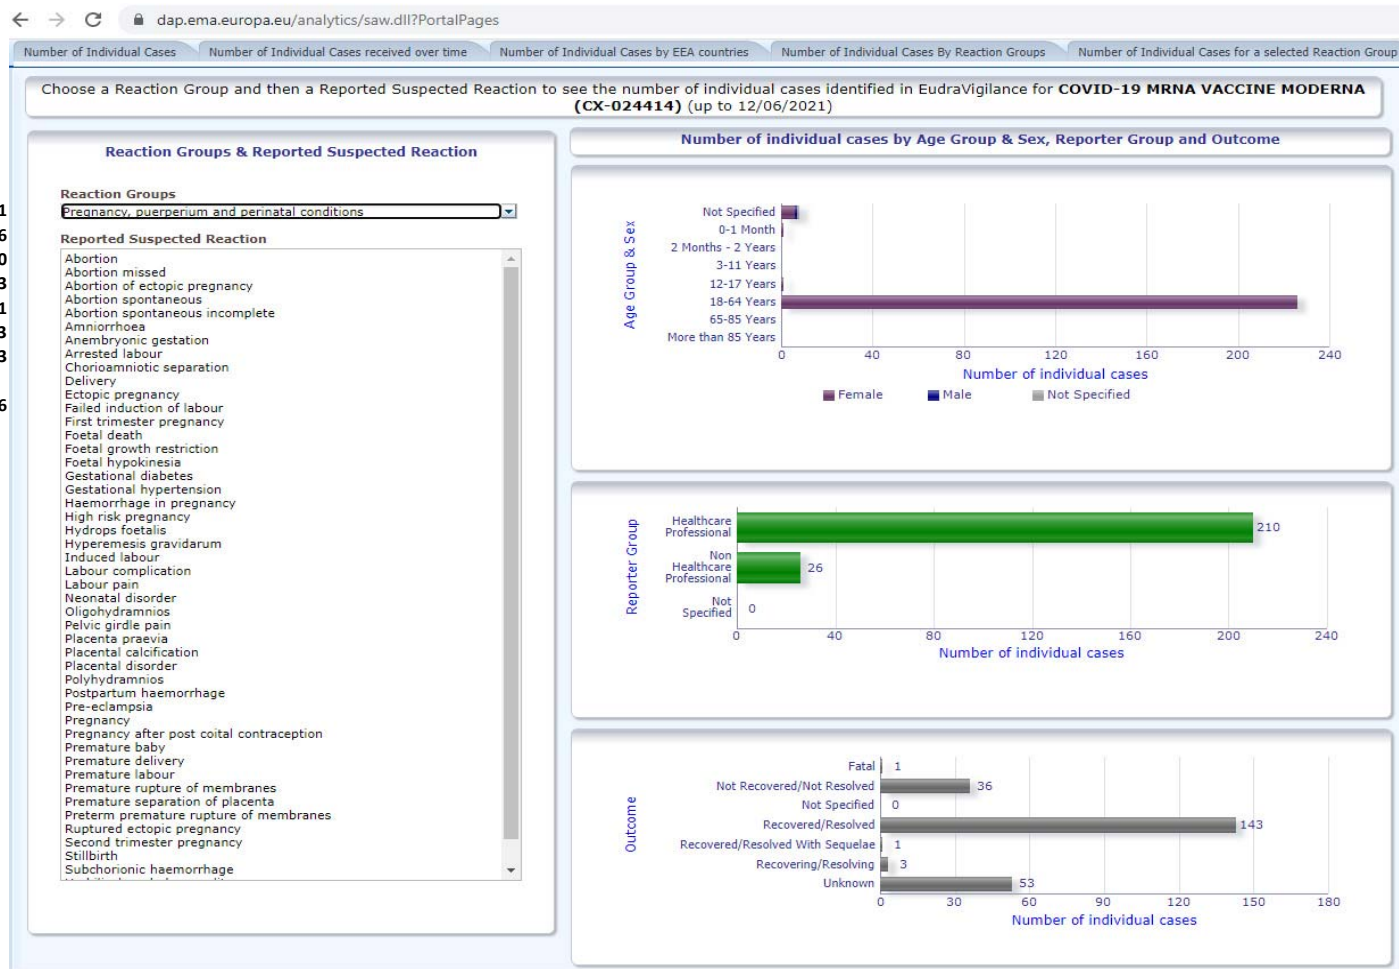 dap.ema.europa.eu/analytics/saw.dll?PortalPages
Number of Individual Cases
Number of Individual Cases received over time
Number of Individual Cases by EEA countries
Number of Individual Cases By Reaction Groups
Number of Individual Cases for a selected Reaction Group
Choose a Reaction Group and then a Reported Suspected Reaction to see the number of individual cases identified in EudraVigilance for COVID-19 MRNA VACCINE MODERNA
(CX-024414) (up to 12/06/2021)
Reaction Groups & Reported Suspected Reaction
Reaction Groups
1
Pregnancy, puerperium and perinatal conditions
6
Reported Suspected Reaction
0
Abortion
Abortion missed
3
Abortion of ectopic pregnancy
Abortion spontaneous
1
Abortion spontaneous incomplete
Amniorrhoea
3
Anembryonic gestation
3
Arrested labour
Chorioamniotic separation
Delivery
Ectopic pregnancy
6
Failed induction of labour
First trimester pregnancy
Foetal death
Foetal growth restriction
Foetal hypokinesia
Gestational diabetes
Gestational hypertension
Haemorrhage in pregnancy
High risk pregnancy
Hydrops foetalis
Hyperemesis gravidarum
Induced labour
Labour complication
Labour pain
Neonatal disorder
Oligohydramnios
Pelvic girdle pain
Placenta praevia
Placental calcification
Placental disorder
Polyhydramnios
Postpartum haemorrhage
Pre-eclampsia
Pregnancy
Pregnancy after post coital contraception
Premature baby
Premature delivery
Premature labour
Premature rupture of membranes
Premature separation of placenta
Preterm premature rupture of membranes
Ruptured ectopic pregnancy
Second trimester pregnancy
Stillbirth
Subchorionic haemorrhage
Number of individual cases by Age Group & Sex, Reporter Group and Outcome
Age Group & Sex
Not Specified
0-1 Month
2 Months - 2 Years
3-11 Years
12-17 Years
18-64 Years
65-85 Years
More than 85 Years
0 40 80 120 160 200 240
Number of individual cases
Female Male Not Specified
Reporter Group
Healthcare
Professional
210
Non
Healthcare
Professional
26
Not
Specified
0
0 40 80 120 160 200 240
Number of individual cases
Outcome
Fatal 1
Not Recovered/Not Resolved 36
Not Specified 0
Recovered/Resolved 143
Recovered/Resolved With Sequelae 1
Recovering/Resolving 3
Unknown 53
0 30 60 90 120 150 180
Number of individual cases